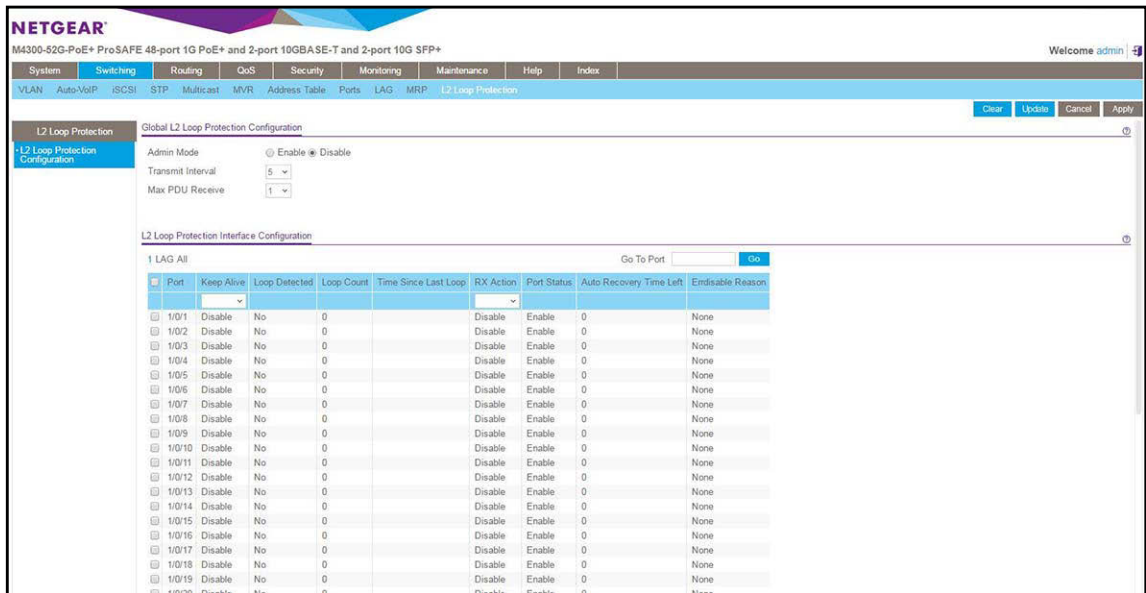 NETGEAR
M4300-52G-PoE+ ProSAFE 48-port 1G PoE+ and 2-port 10GBASE-T and 2-port 10G SFP+
Welcome admin
System Switching Routing QoS Security Monitoring Maintenance Help Index
VLAN Auto-VoIP iSCSI STP Multicast MVR Address Table Ports LAG MRP L2 Loop Protection
Clear Update Cancel Apply
L2 Loop Protection
• L2 Loop Protection Configuration
Global L2 Loop Protection Configuration
Admin Mode Enable Disable
Transmit Interval 5
Max PDU Receive 1
L2 Loop Protection Interface Configuration
1 LAG All Go To Port Go
Port Keep Alive Loop Detected Loop Count Time Since Last Loop RX Action Port Status Auto Recovery Time Left Errdisable Reason
1/0/1 Disable No 0 Disable Enable 0 None
1/0/2 Disable No 0 Disable Enable 0 None
1/0/3 Disable No 0 Disable Enable 0 None
1/0/4 Disable No 0 Disable Enable 0 None
1/0/5 Disable No 0 Disable Enable 0 None
1/0/6 Disable No 0 Disable Enable 0 None
1/0/7 Disable No 0 Disable Enable 0 None
1/0/8 Disable No 0 Disable Enable 0 None
1/0/9 Disable No 0 Disable Enable 0 None
1/0/10 Disable No 0 Disable Enable 0 None
1/0/11 Disable No 0 Disable Enable 0 None
1/0/12 Disable No 0 Disable Enable 0 None
1/0/13 Disable No 0 Disable Enable 0 None
1/0/14 Disable No 0 Disable Enable 0 None
1/0/15 Disable No 0 Disable Enable 0 None
1/0/16 Disable No 0 Disable Enable 0 None
1/0/17 Disable No 0 Disable Enable 0 None
1/0/18 Disable No 0 Disable Enable 0 None
1/0/19 Disable No 0 Disable Enable 0 None